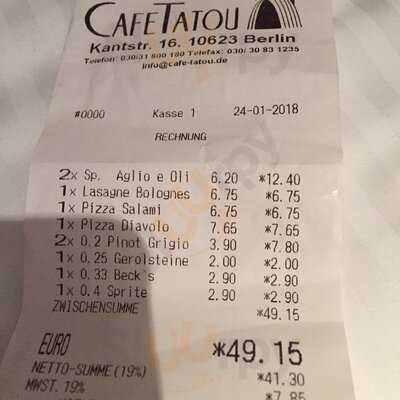 CAFETATOU
Kantstr. 16, 10623 Berlin
Telefon: 030/31 800 180 Telefax: 030/ 30 83 1235
info@cafe-tatou.de
#0000 Kasse 1 24-01-2018
RECHNUNG
2x Sp. Aglio e Oli 6,20 *12.40
1x Lasagne Bolognes 6.75 *6.75
1x Pizza Salami 6.75 *6.75
1x Pizza Diavolo 7.65 *7.65
2x 0.2 Pinot Grigio 3.90 *7.80
1x 0.25 Gerolsteine 2.00 *2.00
1x 0.33 Beck's 2.90 *2.90
1x 0.4 Sprite 2.90 *2.90
ZWISCHENSUMME *49.15
EURO *49.15
NETTO-SUMME(19%) *41.30
MWST. 19% *7.85